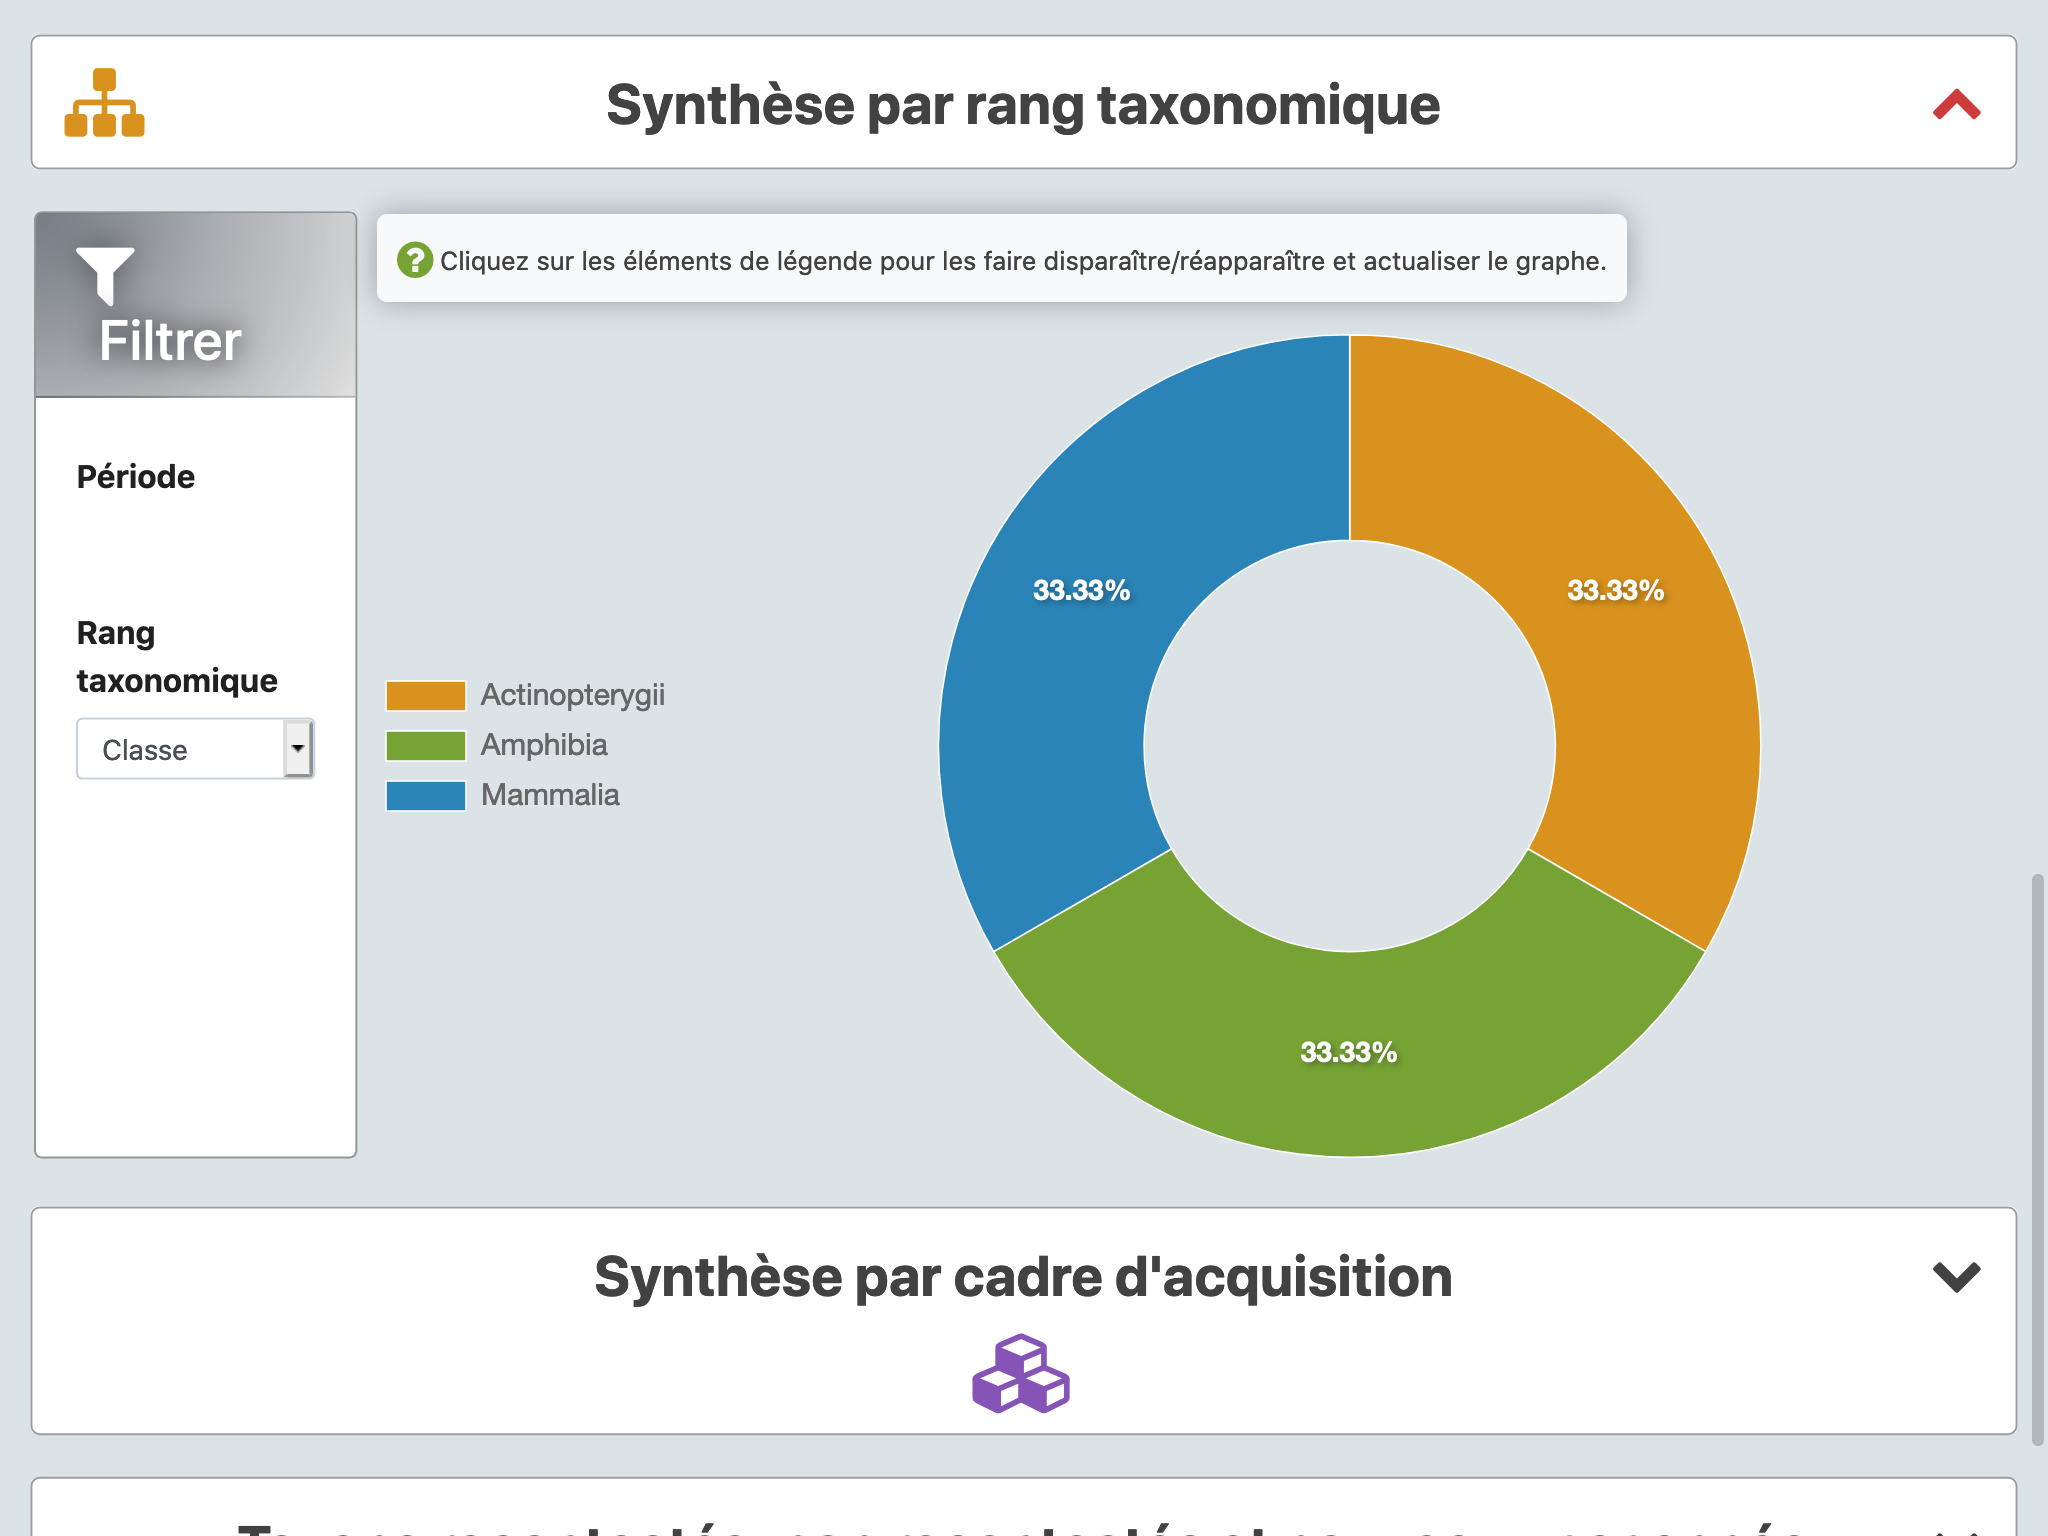 Synthèse par rang taxonomique
Filtrer
Cliquez sur les éléments de légende pour les faire disparaître/réapparaître et actualiser le graphe.
Période
Rang
taxonomique
Classe
Actinopterygii
Amphibia
Mammalia
33.33%
33.33%
33.33%
Synthèse par cadre d'acquisition